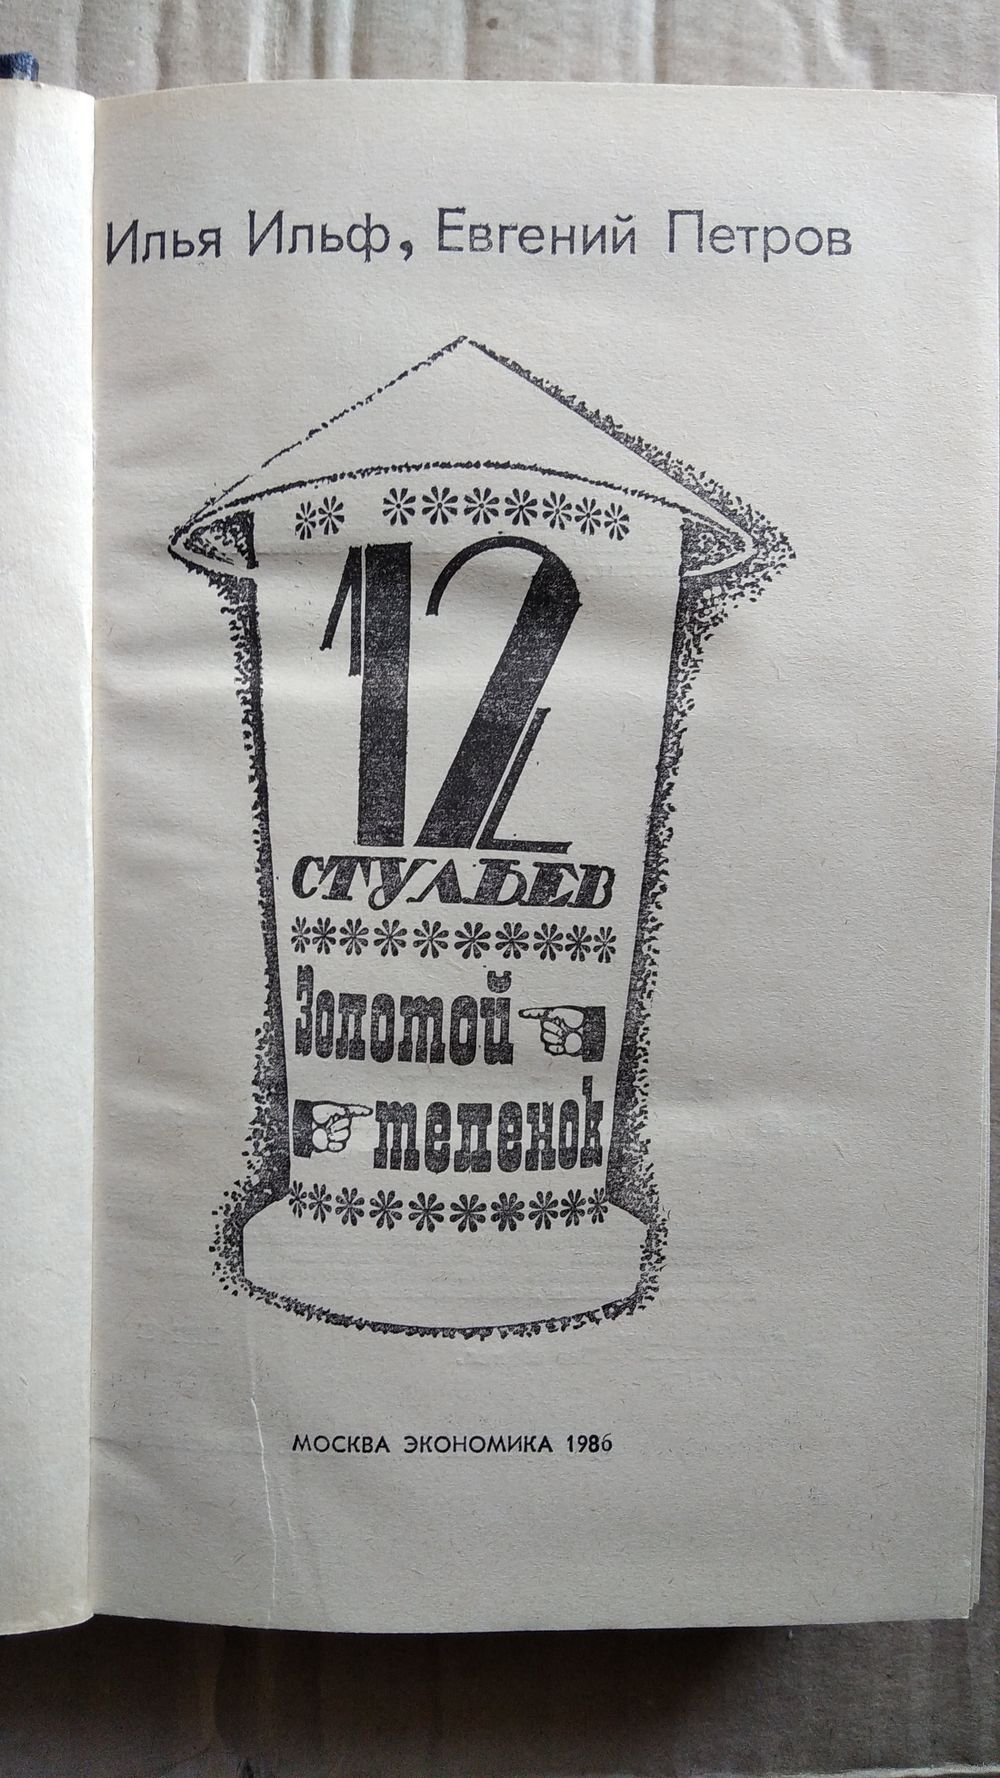 Илья Ильф, Евгений Петров
12
СТУЛЬЕВ
Золотой
теленок
МОСКВА ЭКОНОМИКА 1986